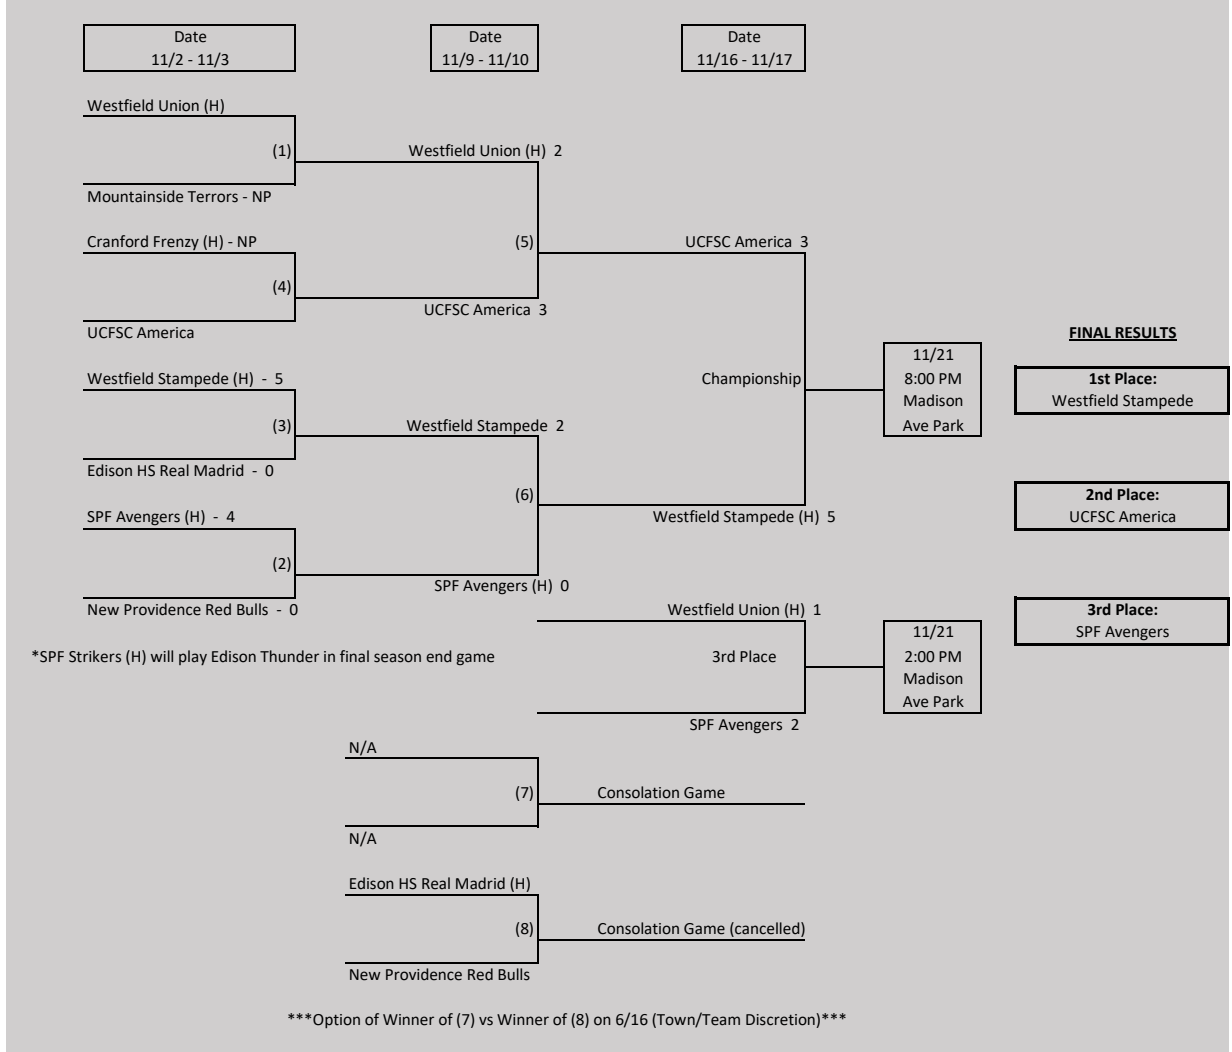 Date
11/2 - 11/3
Date
11/9 - 11/10
Date
11/16 - 11/17
Westfield Union (H)
(1)
Westfield Union (H)  2
Mountainside Terrors - NP
Cranford Frenzy (H) - NP
(5)
UCFSC America  3
(4)
UCFSC America  3
UCFSC America
FINAL RESULTS
11/21
8:00 PM
Madison
Ave Park
Westfield Stampede (H)  -  5
Championship
1st Place:
Westfield Stampede
(3)
Westfield Stampede  2
Edison HS Real Madrid  -  0
(6)
2nd Place:
UCFSC America
SPF Avengers (H)  -  4
Westfield Stampede (H)  5
(2)
SPF Avengers (H)  0
New Providence Red Bulls  -  0
Westfield Union (H)  1
3rd Place:
SPF Avengers
11/21
2:00 PM
Madison
Ave Park
*SPF Strikers (H) will play Edison Thunder in final season end game
3rd Place
SPF Avengers  2
N/A
(7)
Consolation Game
N/A
Edison HS Real Madrid (H)
(8)
Consolation Game (cancelled)
New Providence Red Bulls
***Option of Winner of (7) vs Winner of (8) on 6/16 (Town/Team Discretion)***